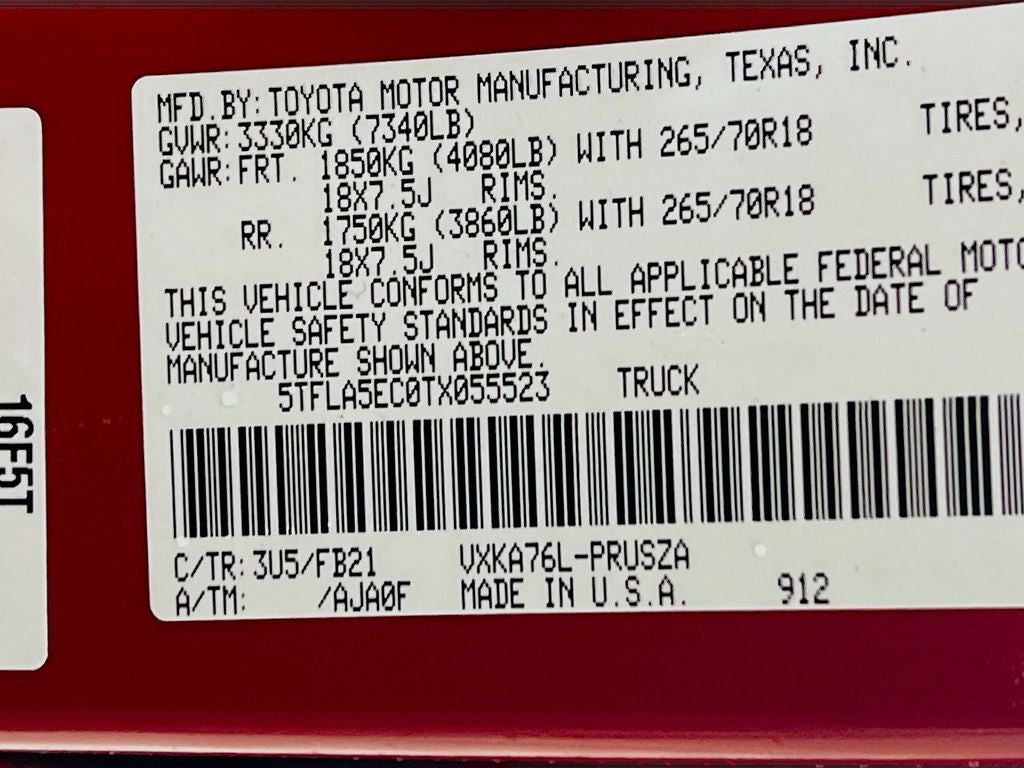 MFD.BY:TOYOTA MOTOR MANUFACTURING, TEXAS, INC.
GVWR:3330KG (7340LB)
GAWR:FRT. 1850KG (4080LB) WITH 265/70R18 TIRES,
18X7.5J RIMS.
RR. 1750KG (3860LB) WITH 265/70R18 TIRES,
18X7.5J RIMS.
THIS VEHICLE CONFORMS TO ALL APPLICABLE FEDERAL MOTO
VEHICLE SAFETY STANDARDS IN EFFECT ON THE DATE OF
MANUFACTURE SHOWN ABOVE.
5TFLA5EC0TX055523 TRUCK
C/TR:3U5/FB21 VXKA76L-PRUSZA
A/TM: /AJA0F MADE IN U.S.A. 912